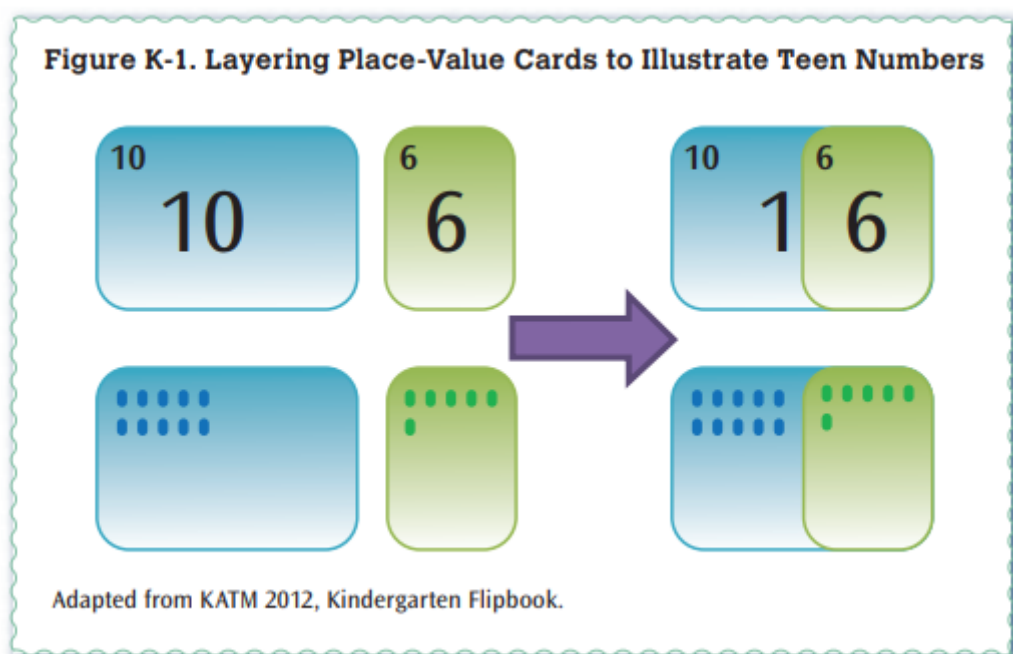 Figure K-1. Layering Place-Value Cards to Illustrate Teen Numbers
10 6 10 6
10 6 1 6
Adapted from KATM 2012, Kindergarten Flipbook.